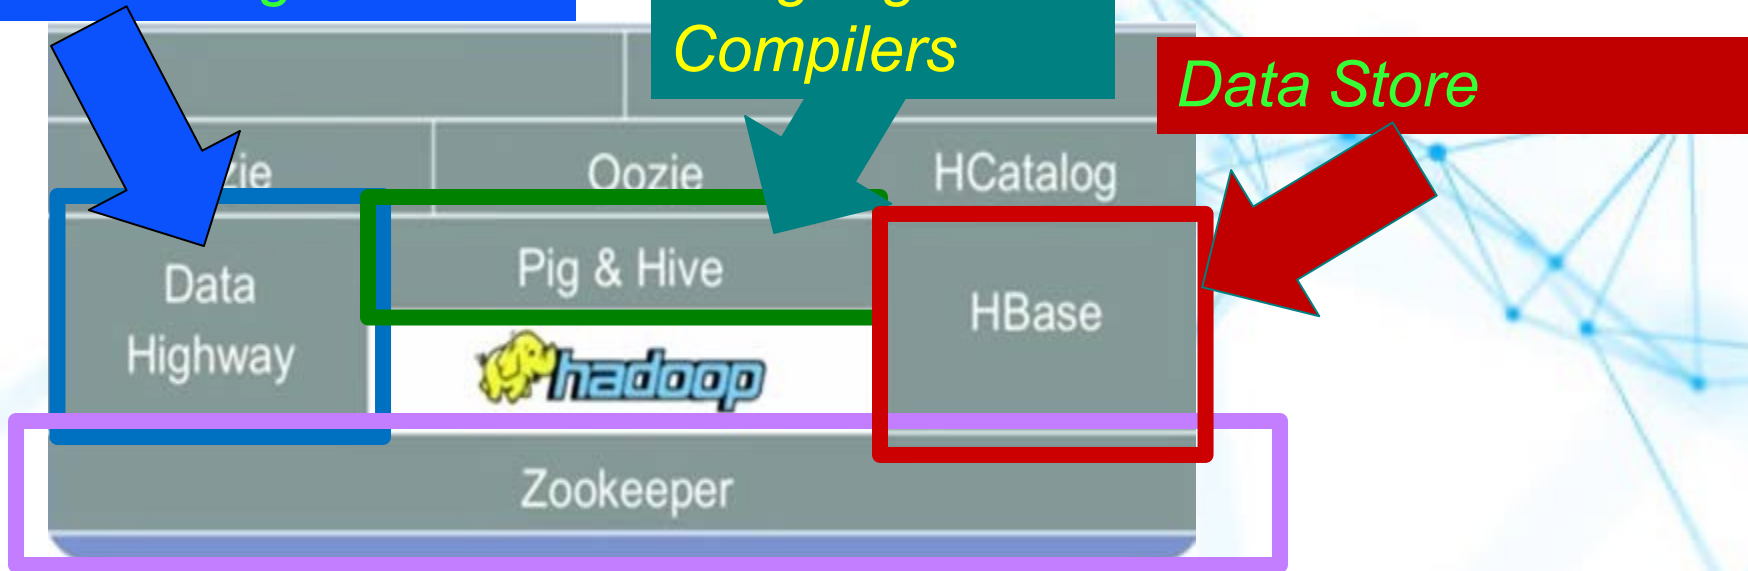 Compilers
Data Store
Oozie
HCatalog
Pig & Hive
Data
Highway
HBase
hadoop
Zookeeper